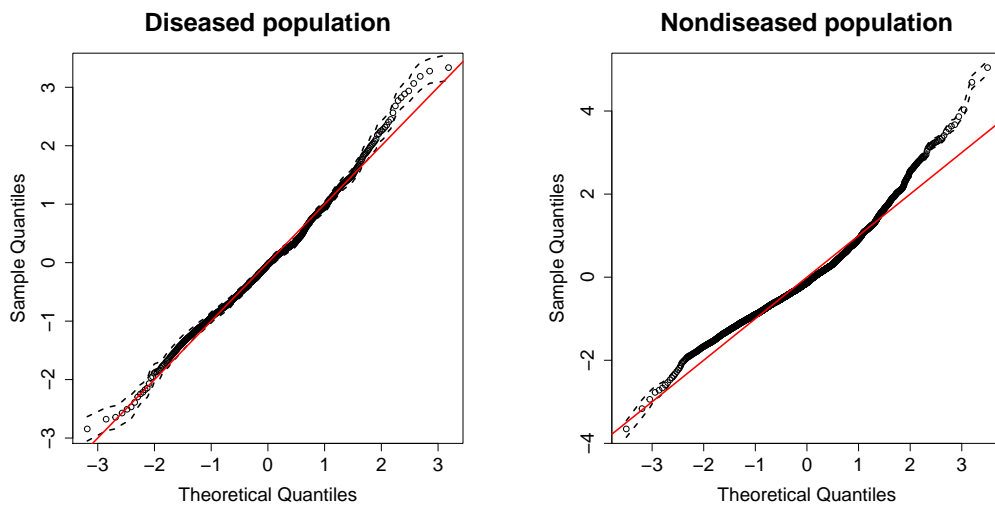 Diseased population
Sample Quantiles
3
2
1
0
−1
−2
−3
−3 −2 −1 0 1 2 3
Theoretical Quantiles
Nondiseased population
Sample Quantiles
4
2
0
−2
−4
−3 −2 −1 0 1 2 3
Theoretical Quantiles